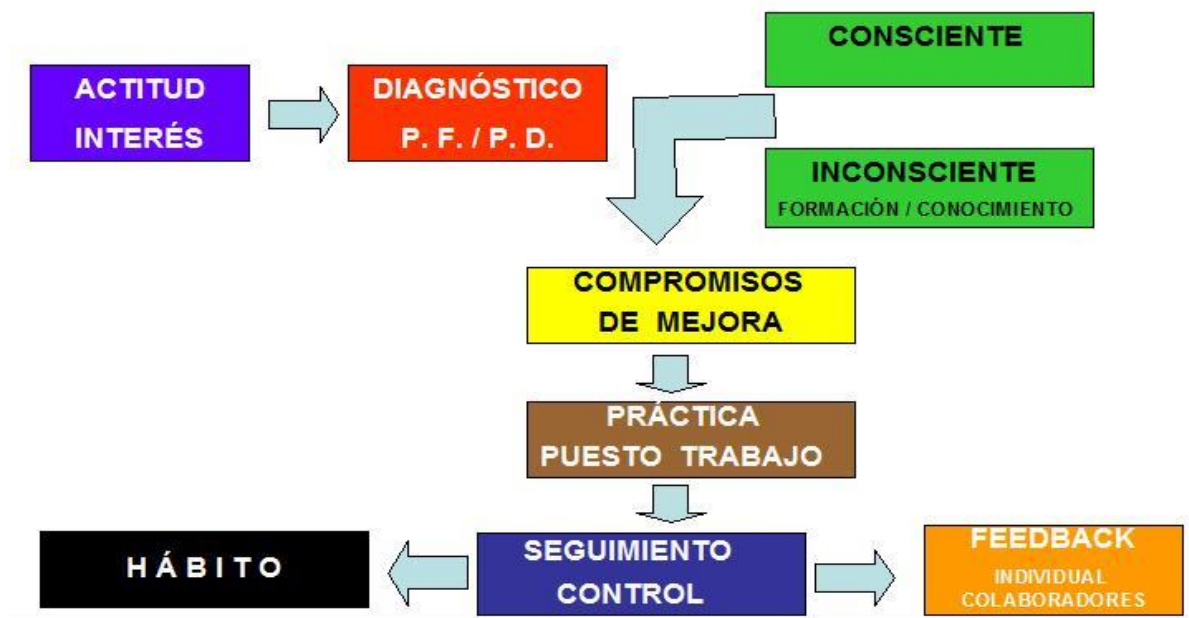 ACTITUD
INTERÉS
DIAGNÓSTICO
P. F. / P. D.
CONSCIENTE
INCONSCIENTE
FORMACIÓN / CONOCIMIENTO
COMPROMISOS
DE MEJORA
PRÁCTICA
PUESTO TRABAJO
SEGUIMIENTO
CONTROL
HÁBITO
FEEDBACK
INDIVIDUAL
COLABORADORES